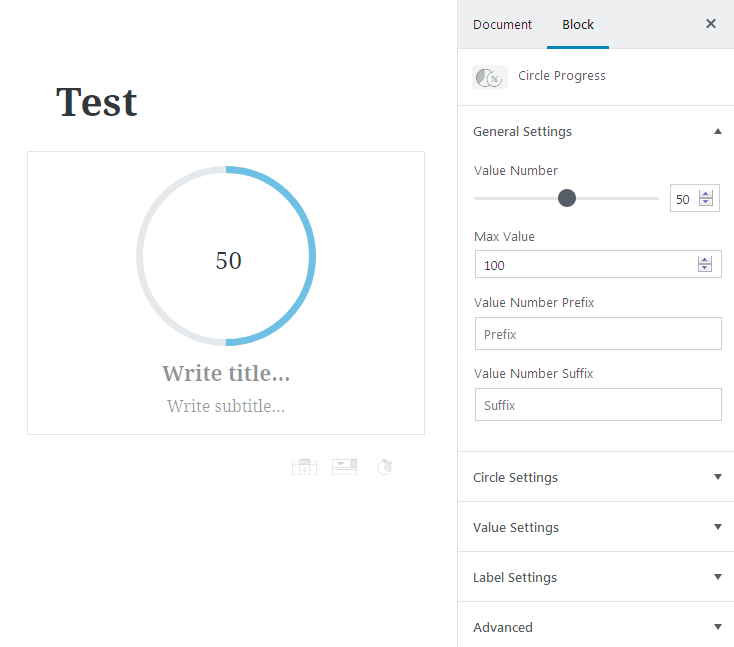 Test
50
Write title...
Write subtitle...
Document Block
Circle Progress
General Settings
Value Number
50
Max Value
100
Value Number Prefix
Prefix
Value Number Suffix
Suffix
Circle Settings
Value Settings
Label Settings
Advanced